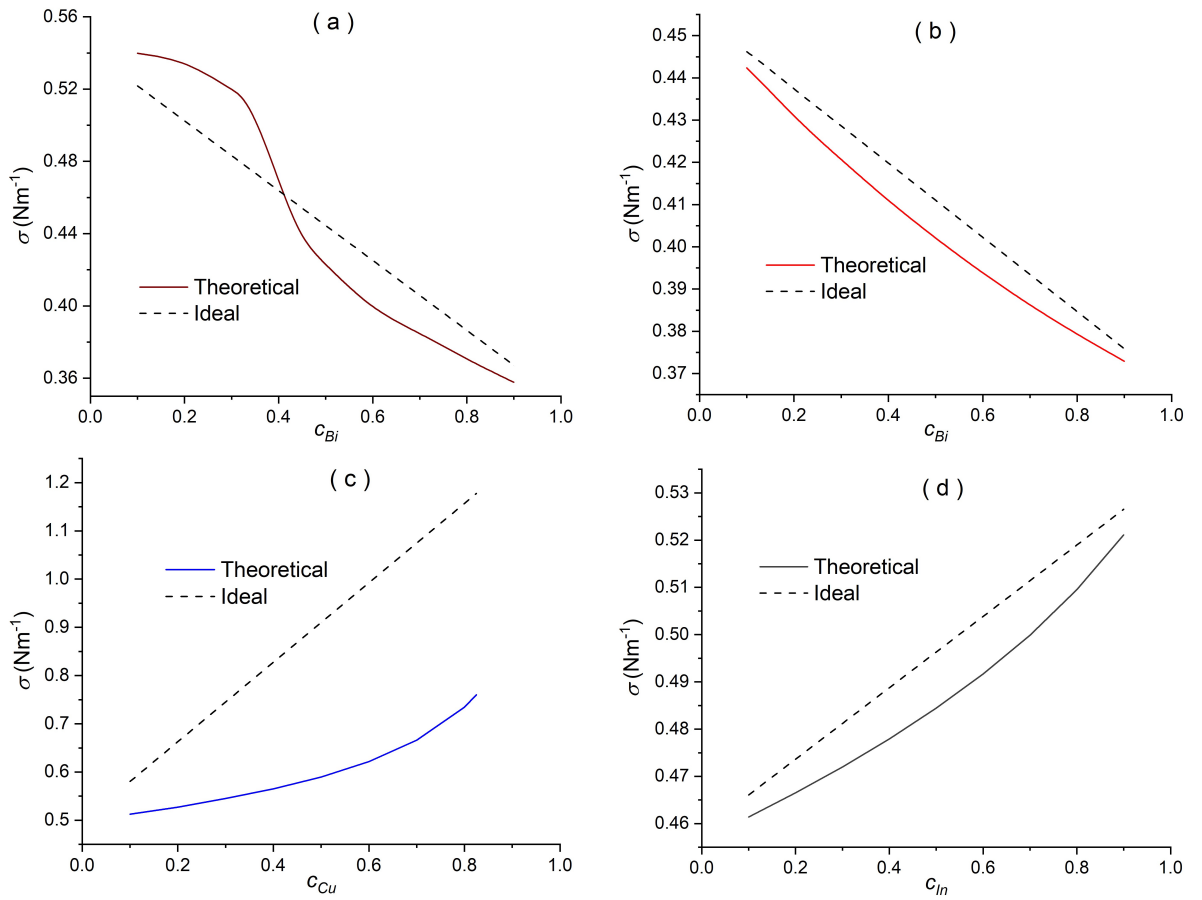 ( a )
0.56
0.52
0.48
0.44
0.40
0.36
σ (Nm-1)
Theoretical
Ideal
0.0 0.2 0.4 0.6 0.8 1.0
cBi
( b )
0.45
0.44
0.43
0.42
0.41
0.40
0.39
0.38
0.37
σ (Nm-1)
Theoretical
Ideal
0.0 0.2 0.4 0.6 0.8 1.0
cBi
( c )
1.2
1.1
1.0
0.9
0.8
0.7
0.6
0.5
σ (Nm-1)
Theoretical
Ideal
0.0 0.2 0.4 0.6 0.8 1.0
cCu
( d )
0.53
0.52
0.51
0.50
0.49
0.48
0.47
0.46
σ (Nm-1)
Theoretical
Ideal
0.0 0.2 0.4 0.6 0.8 1.0
cIn